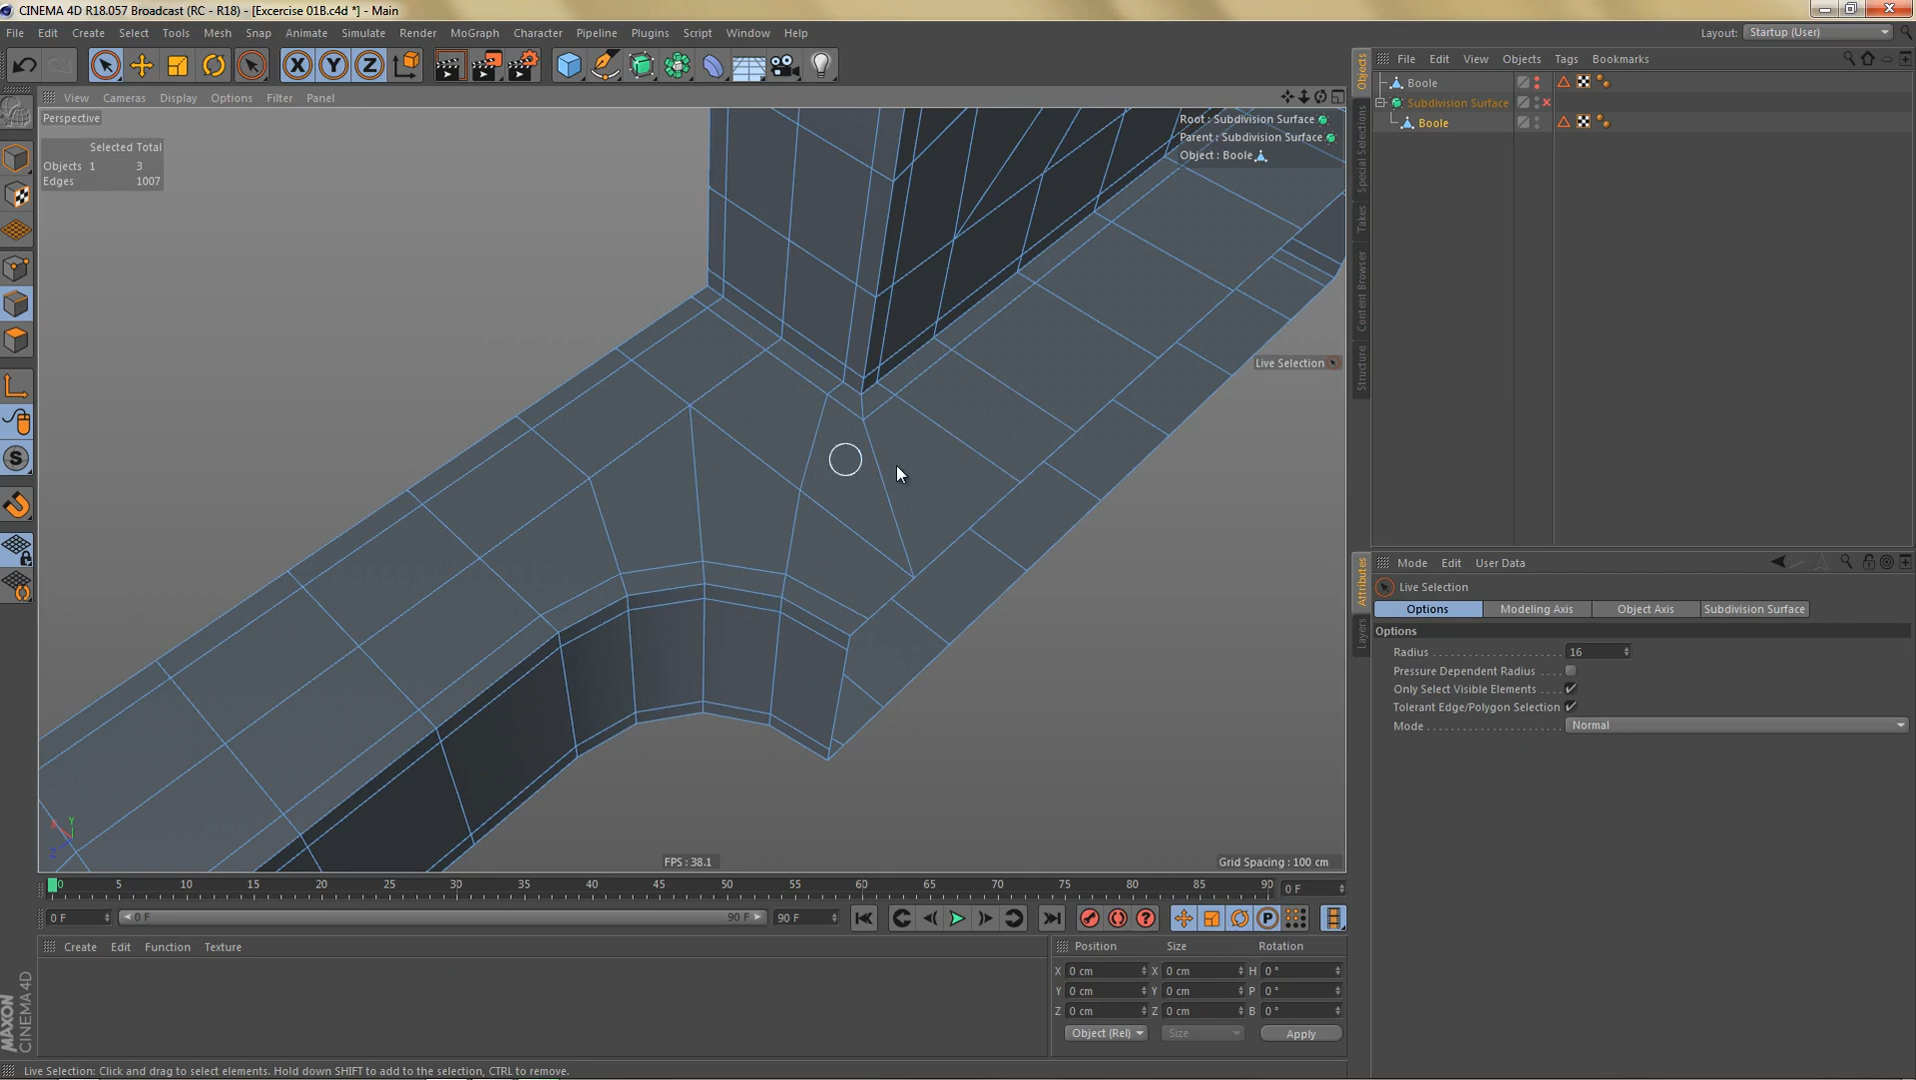 CINEMA 4D R18.057 Broadcast (RC - R18) - [Excercise 01B.c4d *] - Main
File Edit Create Select Tools Mesh Snap Animate Simulate Render MoGraph Character Pipeline Plugins Script Window Help
Layout: Startup (User)
View Cameras Display Options Filter Panel
File Edit View Objects Tags Bookmarks
Perspective
Selected Total
Objects 1 3
Edges 1007
Root : Subdivision Surface
Parent : Subdivision Surface
Object : Boole
Live Selection
FPS : 38.1
Grid Spacing : 100 cm
Objects
Special Selections
Takes
Content Browser
Structure
Boole
Subdivision Surface
Boole
Attributes
Layers
Mode Edit User Data
Live Selection
Options Modeling Axis Object Axis Subdivision Surface
Options
Radius 16
Pressure Dependent Radius
Only Select Visible Elements
Tolerant Edge/Polygon Selection
Mode Normal
0 5 10 15 20 25 30 35 40 45 50 55 60 65 70 75 80 85 90 0 F
0 F 0 F 90 F 90 F
Create Edit Function Texture
Position Size Rotation
X 0 cm X 0 cm H 0 °
Y 0 cm Y 0 cm P 0 °
Z 0 cm Z 0 cm B 0 °
Object (Rel) Size Apply
MAXON
CINEMA 4D
Live Selection: Click and drag to select elements. Hold down SHIFT to add to the selection, CTRL to remove.
X
Y
Z
P
S
Y
X
Z